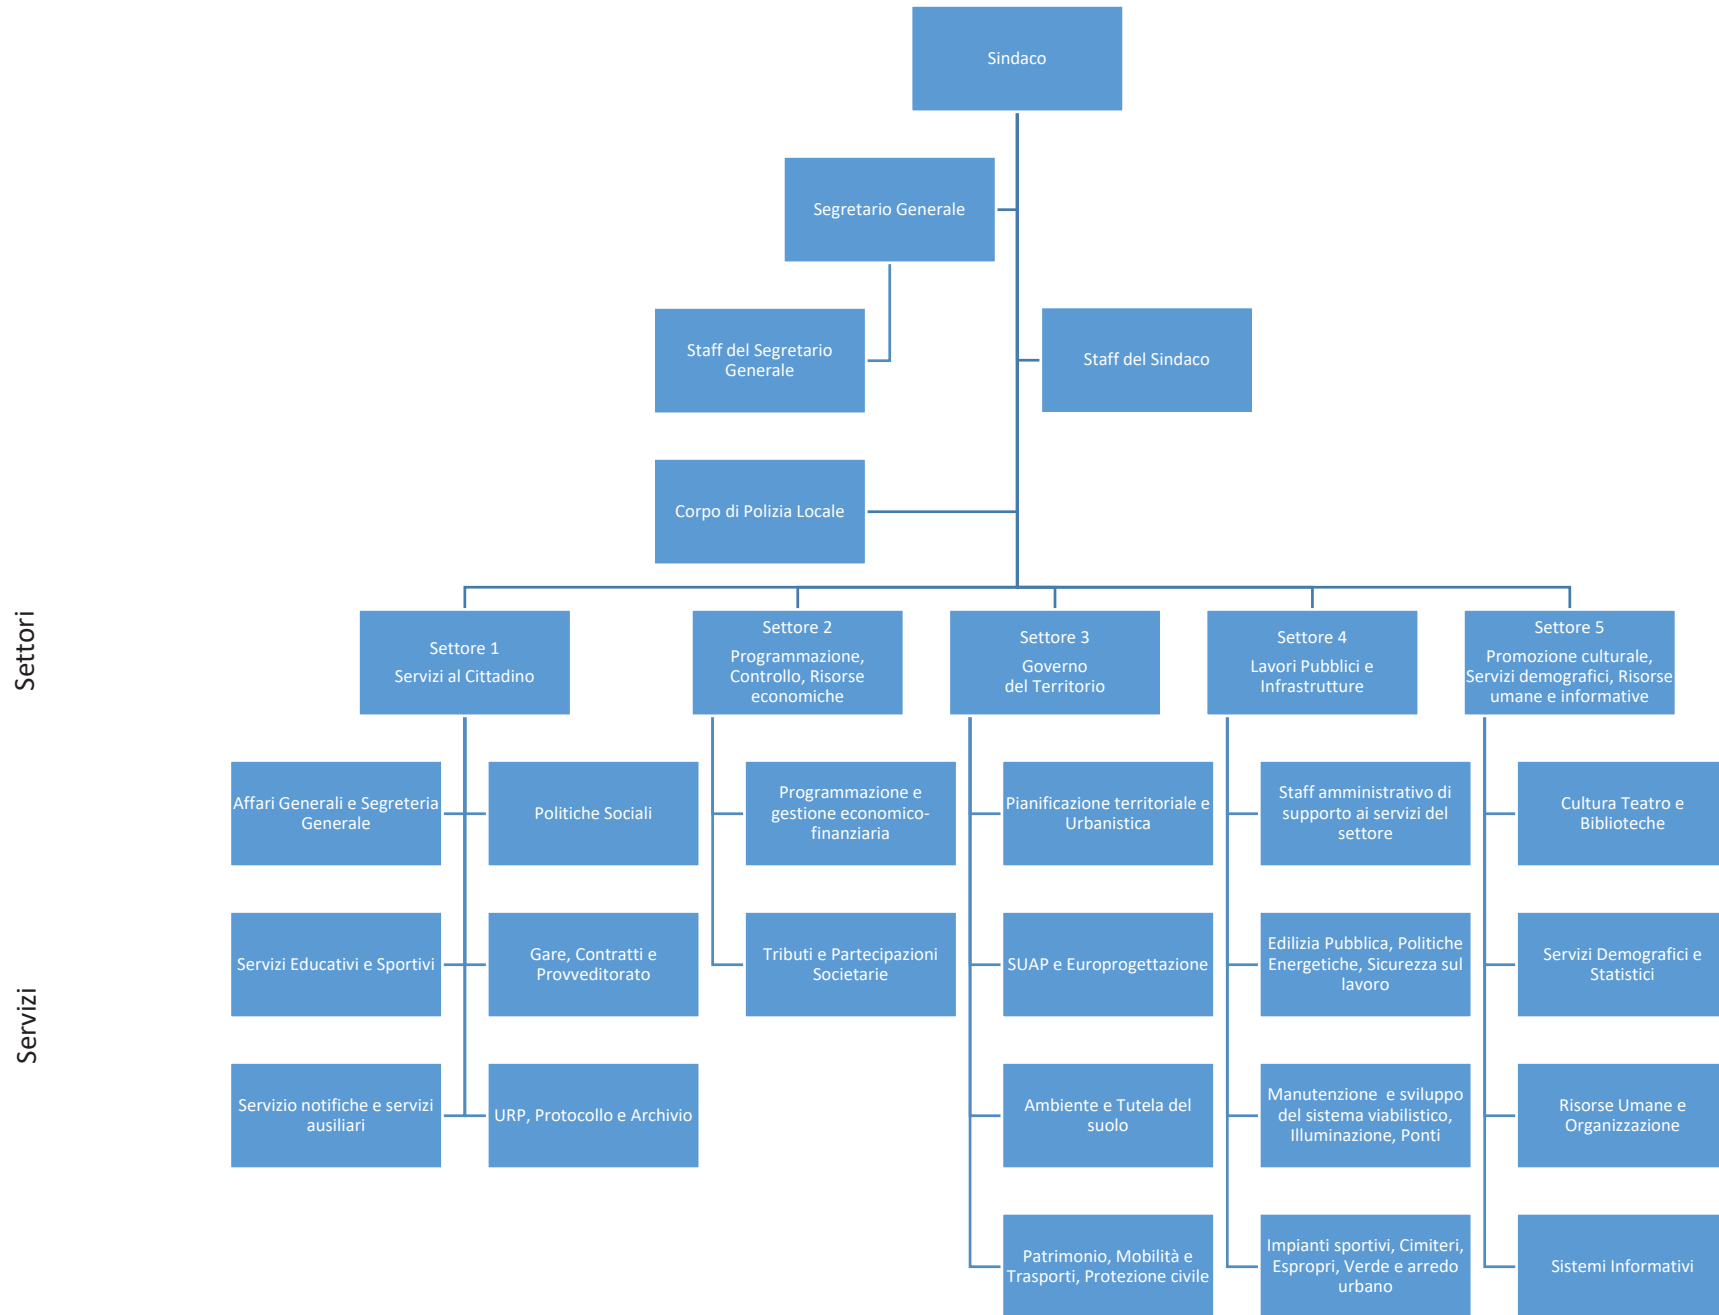 Sindaco
Segretario Generale
Staff del Segretario
Generale
Staff del Sindaco
Corpo di Polizia Locale
Settori
Settore 1
Servizi al Cittadino
Settore 2
Programmazione,
Controllo, Risorse
economiche
Settore 3
Governo
del Territorio
Settore 4
Lavori Pubblici e
Infrastrutture
Settore 5
Promozione culturale,
Servizi demografici, Risorse
umane e informative
Servizi
Affari Generali e Segreteria
Generale
Politiche Sociali
Programmazione e
gestione economico-
finanziaria
Pianificazione territoriale e
Urbanistica
Staff amministrativo di
supporto ai servizi del
settore
Cultura Teatro e
Biblioteche
Servizi Educativi e Sportivi
Gare, Contratti e
Provveditorato
Tributi e Partecipazioni
Societarie
SUAP e Europrogettazione
Edilizia Pubblica, Politiche
Energetiche, Sicurezza sul
lavoro
Servizi Demografici e
Statistici
Servizio notifiche e servizi
ausiliari
URP, Protocollo e Archivio
Ambiente e Tutela del
suolo
Manutenzione  e sviluppo
del sistema viabilistico,
Illuminazione, Ponti
Risorse Umane e
Organizzazione
Patrimonio, Mobilità e
Trasporti, Protezione civile
Impianti sportivi, Cimiteri,
Espropri, Verde e arredo
urbano
Sistemi Informativi